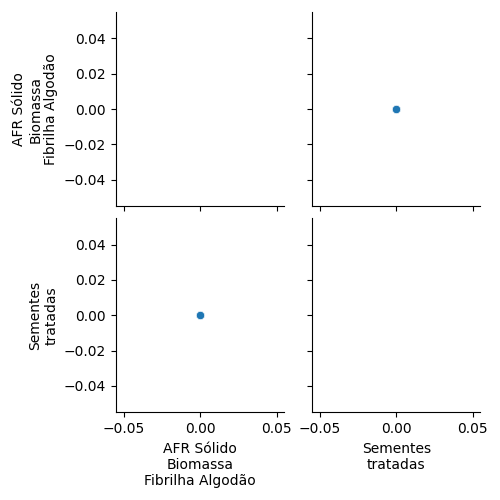 0.04
0.02
0.00
−0.02
−0.04
AFR Sólido
Biomassa
Fibrilha Algodão
0.04
0.02
0.00
−0.02
−0.04
Sementes
tratadas
−0.05 0.00 0.05
AFR Sólido
Biomassa
Fibrilha Algodão
−0.05 0.00 0.05
Sementes
tratadas